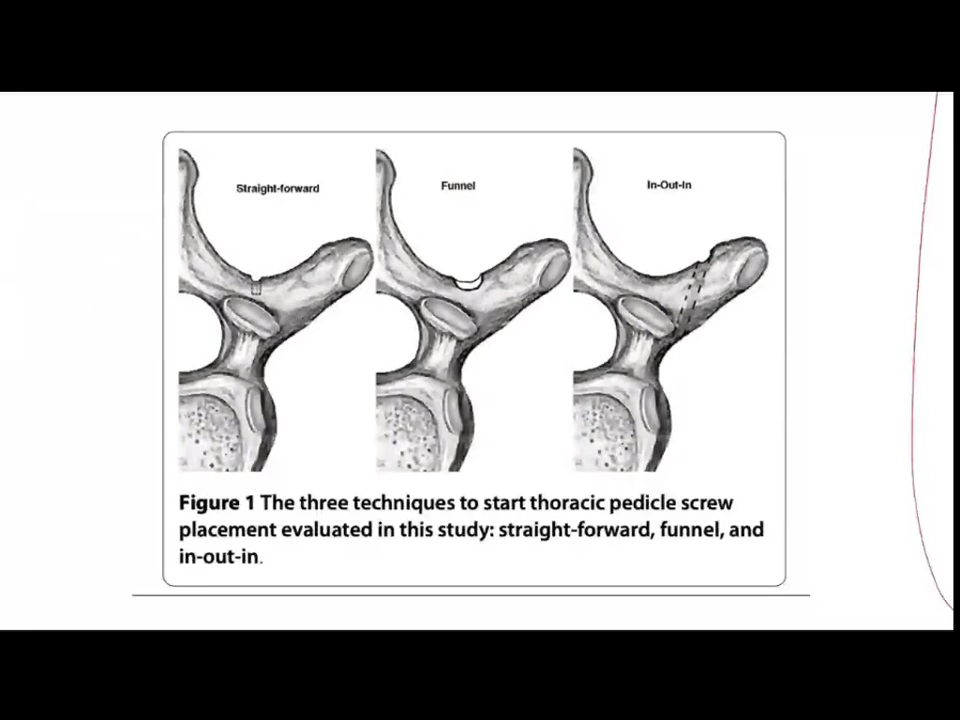 Straight-forward
Funnel
In-Out-In
Figure 1 The three techniques to start thoracic pedicle screw
placement evaluated in this study: straight-forward, funnel, and
in-out-in.